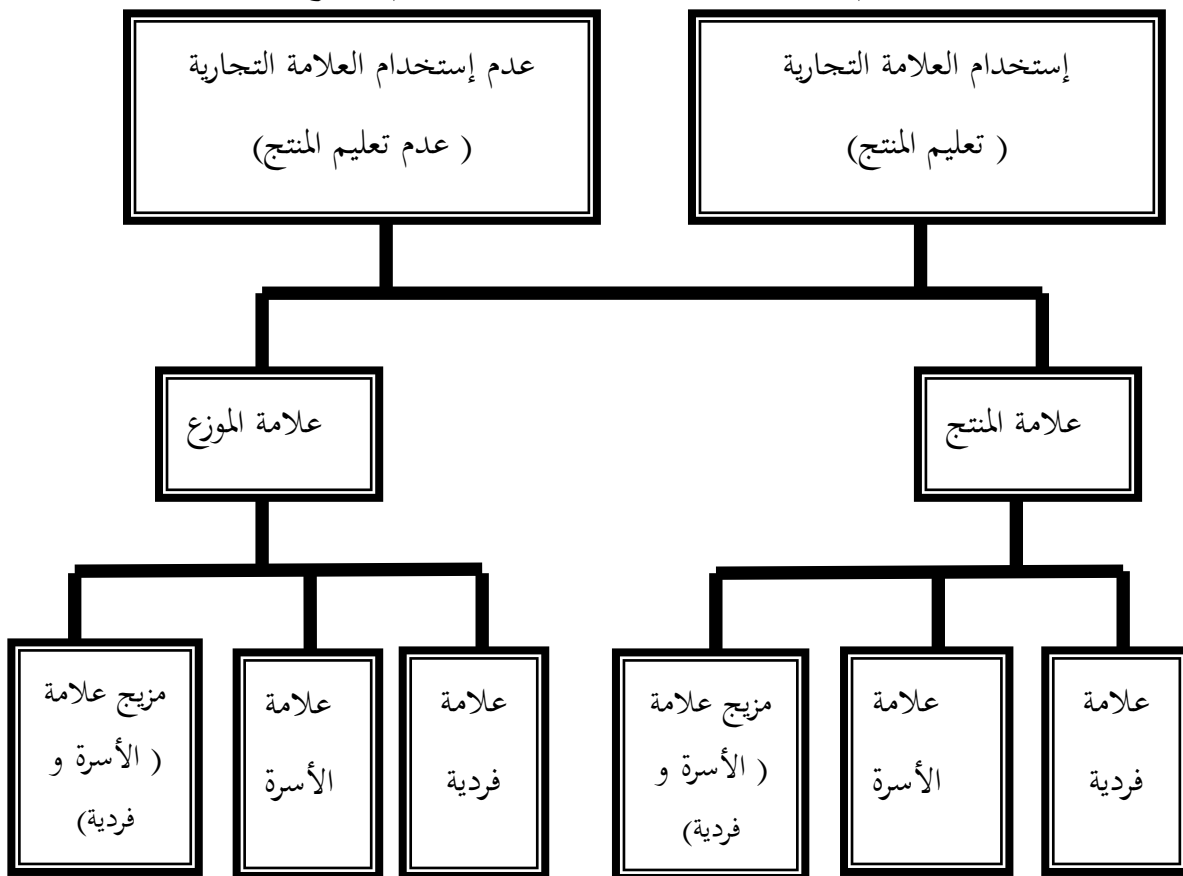 إستخدام العلامة التجارية
( تعليم المنتج)
عدم إستخدام العلامة التجارية
( عدم تعليم المنتج)
علامة المنتج
علامة الموزع
علامة
فردية
علامة
الأسرة
مزيج علامة
( الأسرة و
فردية)
علامة
فردية
علامة
الأسرة
مزيج علامة
( الأسرة و
فردية)